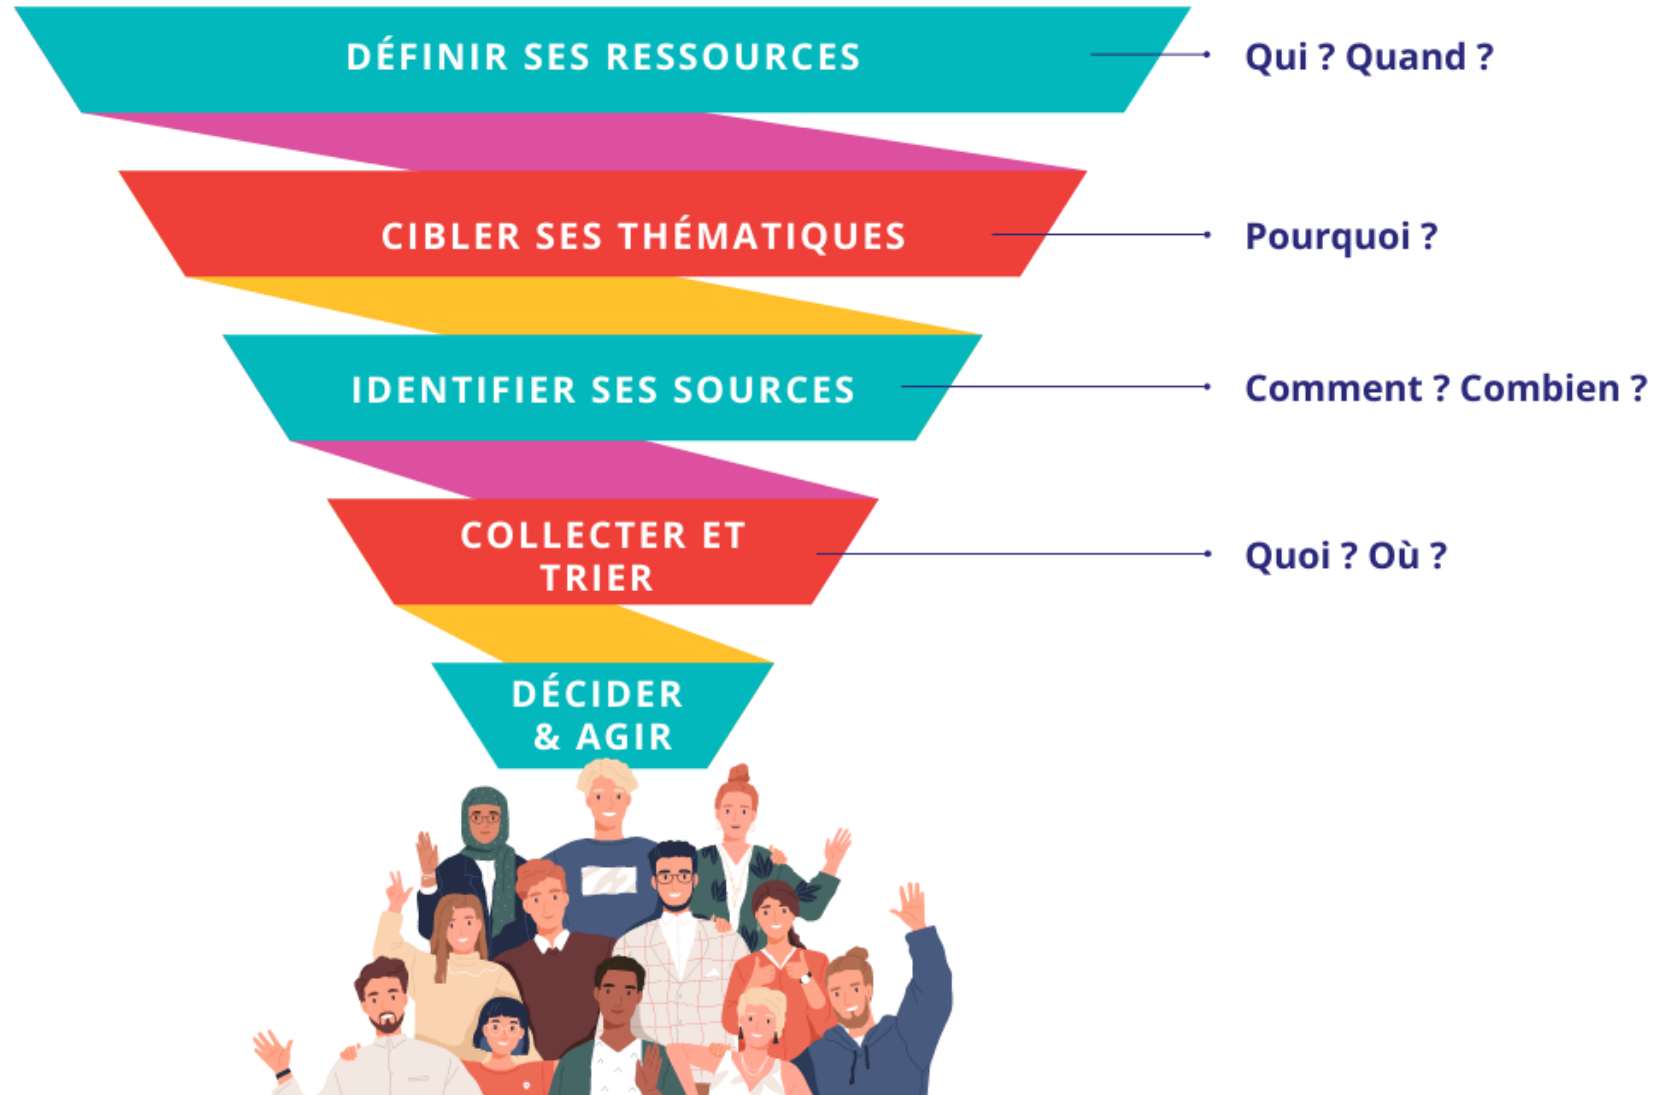 DÉFINIR SES RESSOURCES
Qui ? Quand ?
CIBLER SES THÉMATIQUES
Pourquoi ?
IDENTIFIER SES SOURCES
Comment ? Combien ?
COLLECTER ET
TRIER
Quoi ? Où ?
DÉCIDER
& AGIR